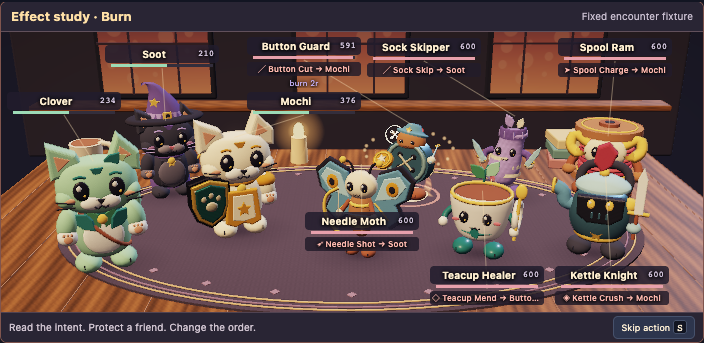 Effect study · Burn
Fixed encounter fixture
Soot 210
Button Guard 591
Button Cut → Mochi
burn 2r
Sock Skipper 600
Sock Skip → Soot
Spool Ram 600
Spool Charge → Mochi
Clover 234
Mochi 376
Needle Moth 600
Needle Shot → Soot
Teacup Healer 600
Teacup Mend → Butto...
Kettle Knight 600
Kettle Crush → Mochi
Read the intent. Protect a friend. Change the order.
Skip action S